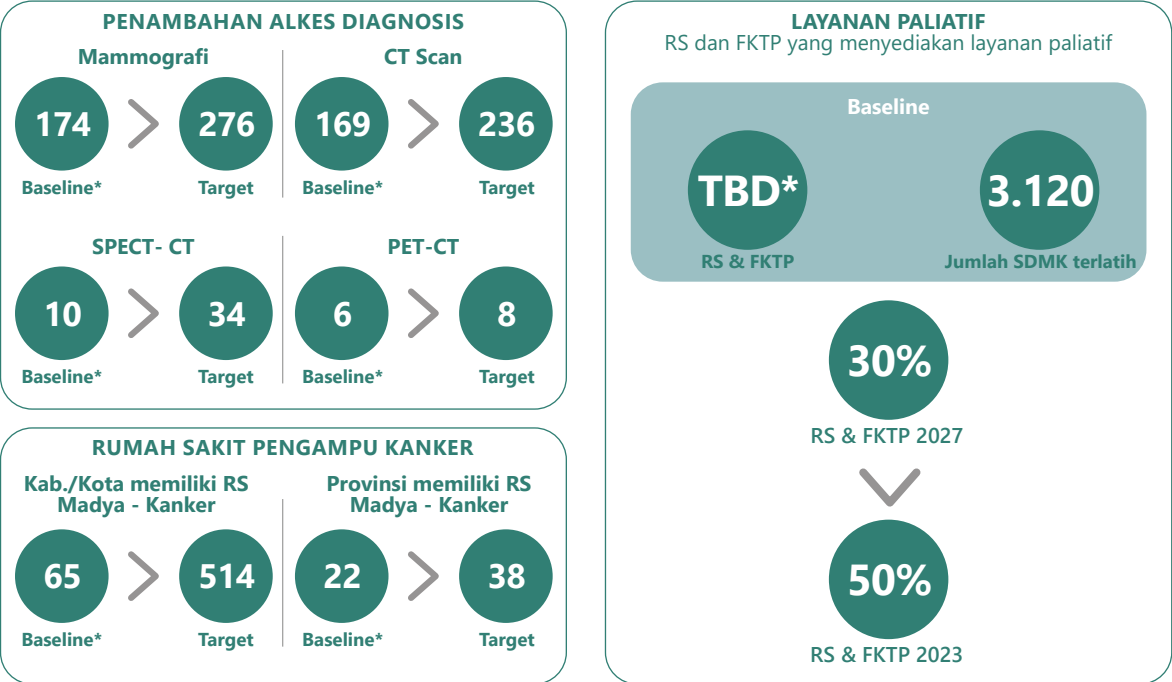 PENAMBAHAN ALKES DIAGNOSIS
Mammografi
174
276
Baseline*
Target
CT Scan
169
236
Baseline*
Target
SPECT- CT
10
34
Baseline*
Target
PET-CT
6
8
Baseline*
Target
RUMAH SAKIT PENGAMPU KANKER
Kab./Kota memiliki RS
Madya - Kanker
65
514
Baseline*
Target
Provinsi memiliki RS
Madya - Kanker
22
38
Baseline*
Target
LAYANAN PALIATIF
RS dan FKTP yang menyediakan layanan paliatif
Baseline
TBD*
RS & FKTP
3.120
Jumlah SDMK terlatih
30%
RS & FKTP 2027
50%
RS & FKTP 2023